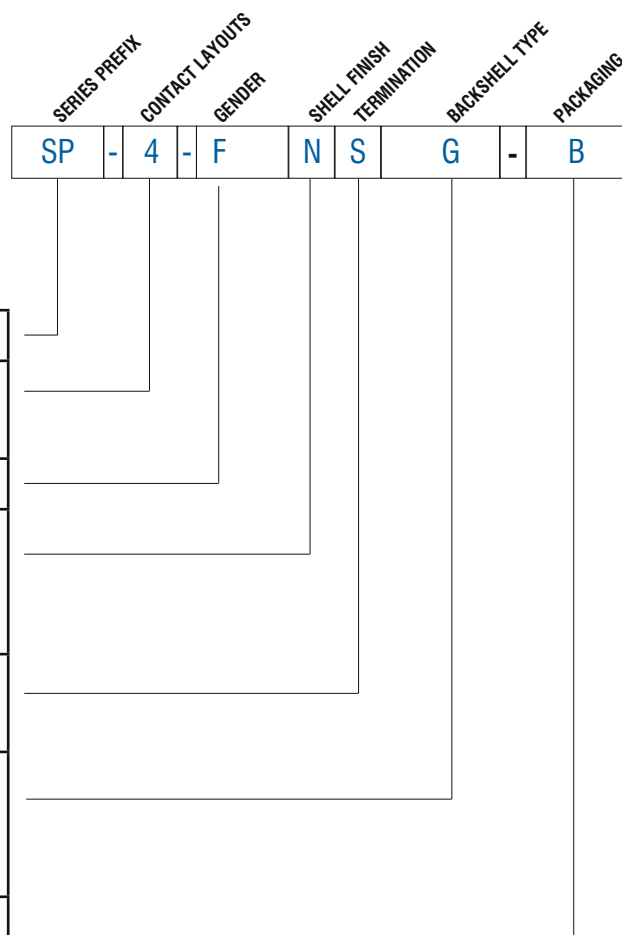 SERIES PREFIX
CONTACT LAYOUTS
GENDER
SHELL FINISH
TERMINATION
BACKSHELL TYPE
PACKAGING
SP - 4 - F N S G - B